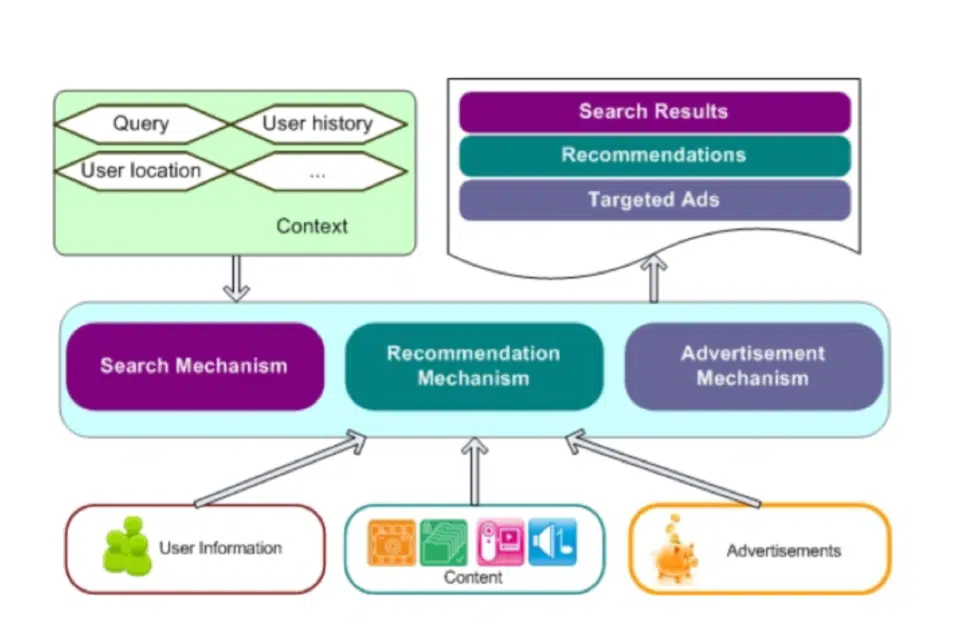 Query
User history
User location
...
Context
Search Results
Recommendations
Targeted Ads
Search Mechanism
Recommendation
Mechanism
Advertisement
Mechanism
User Information
Content
Advertisements